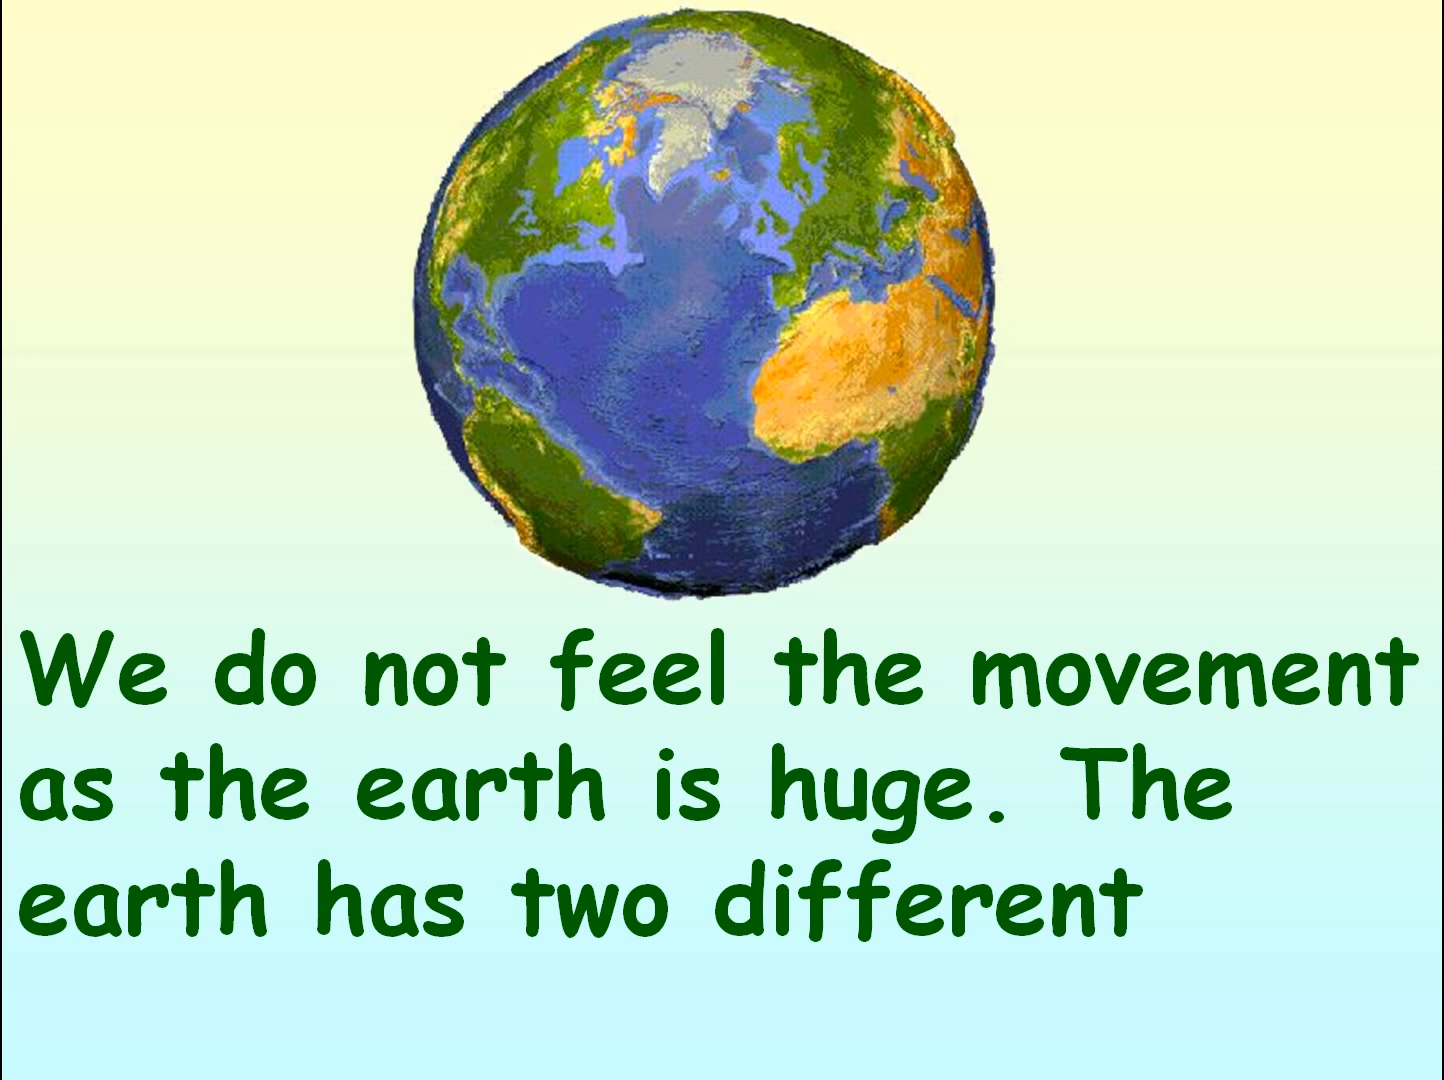 We do not feel the movement
as the earth is huge. The
earth has two different